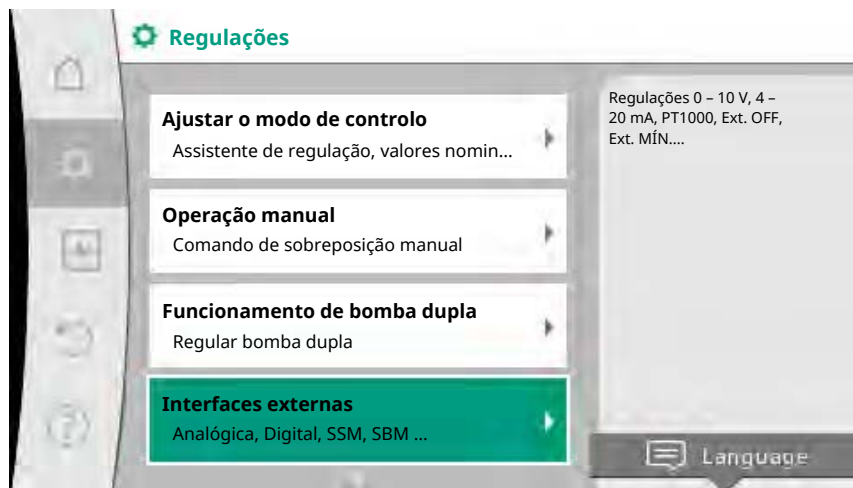 Regulações
Ajustar o modo de controlo
Assistente de regulação, valores nomin...
Operação manual
Comando de sobreposição manual
Funcionamento de bomba dupla
Regular bomba dupla
Interfaces externas
Analógica, Digital, SSM, SBM ...
Regulações 0 – 10 V, 4 –
20 mA, PT1000, Ext. OFF,
Ext. MÍN....
Language